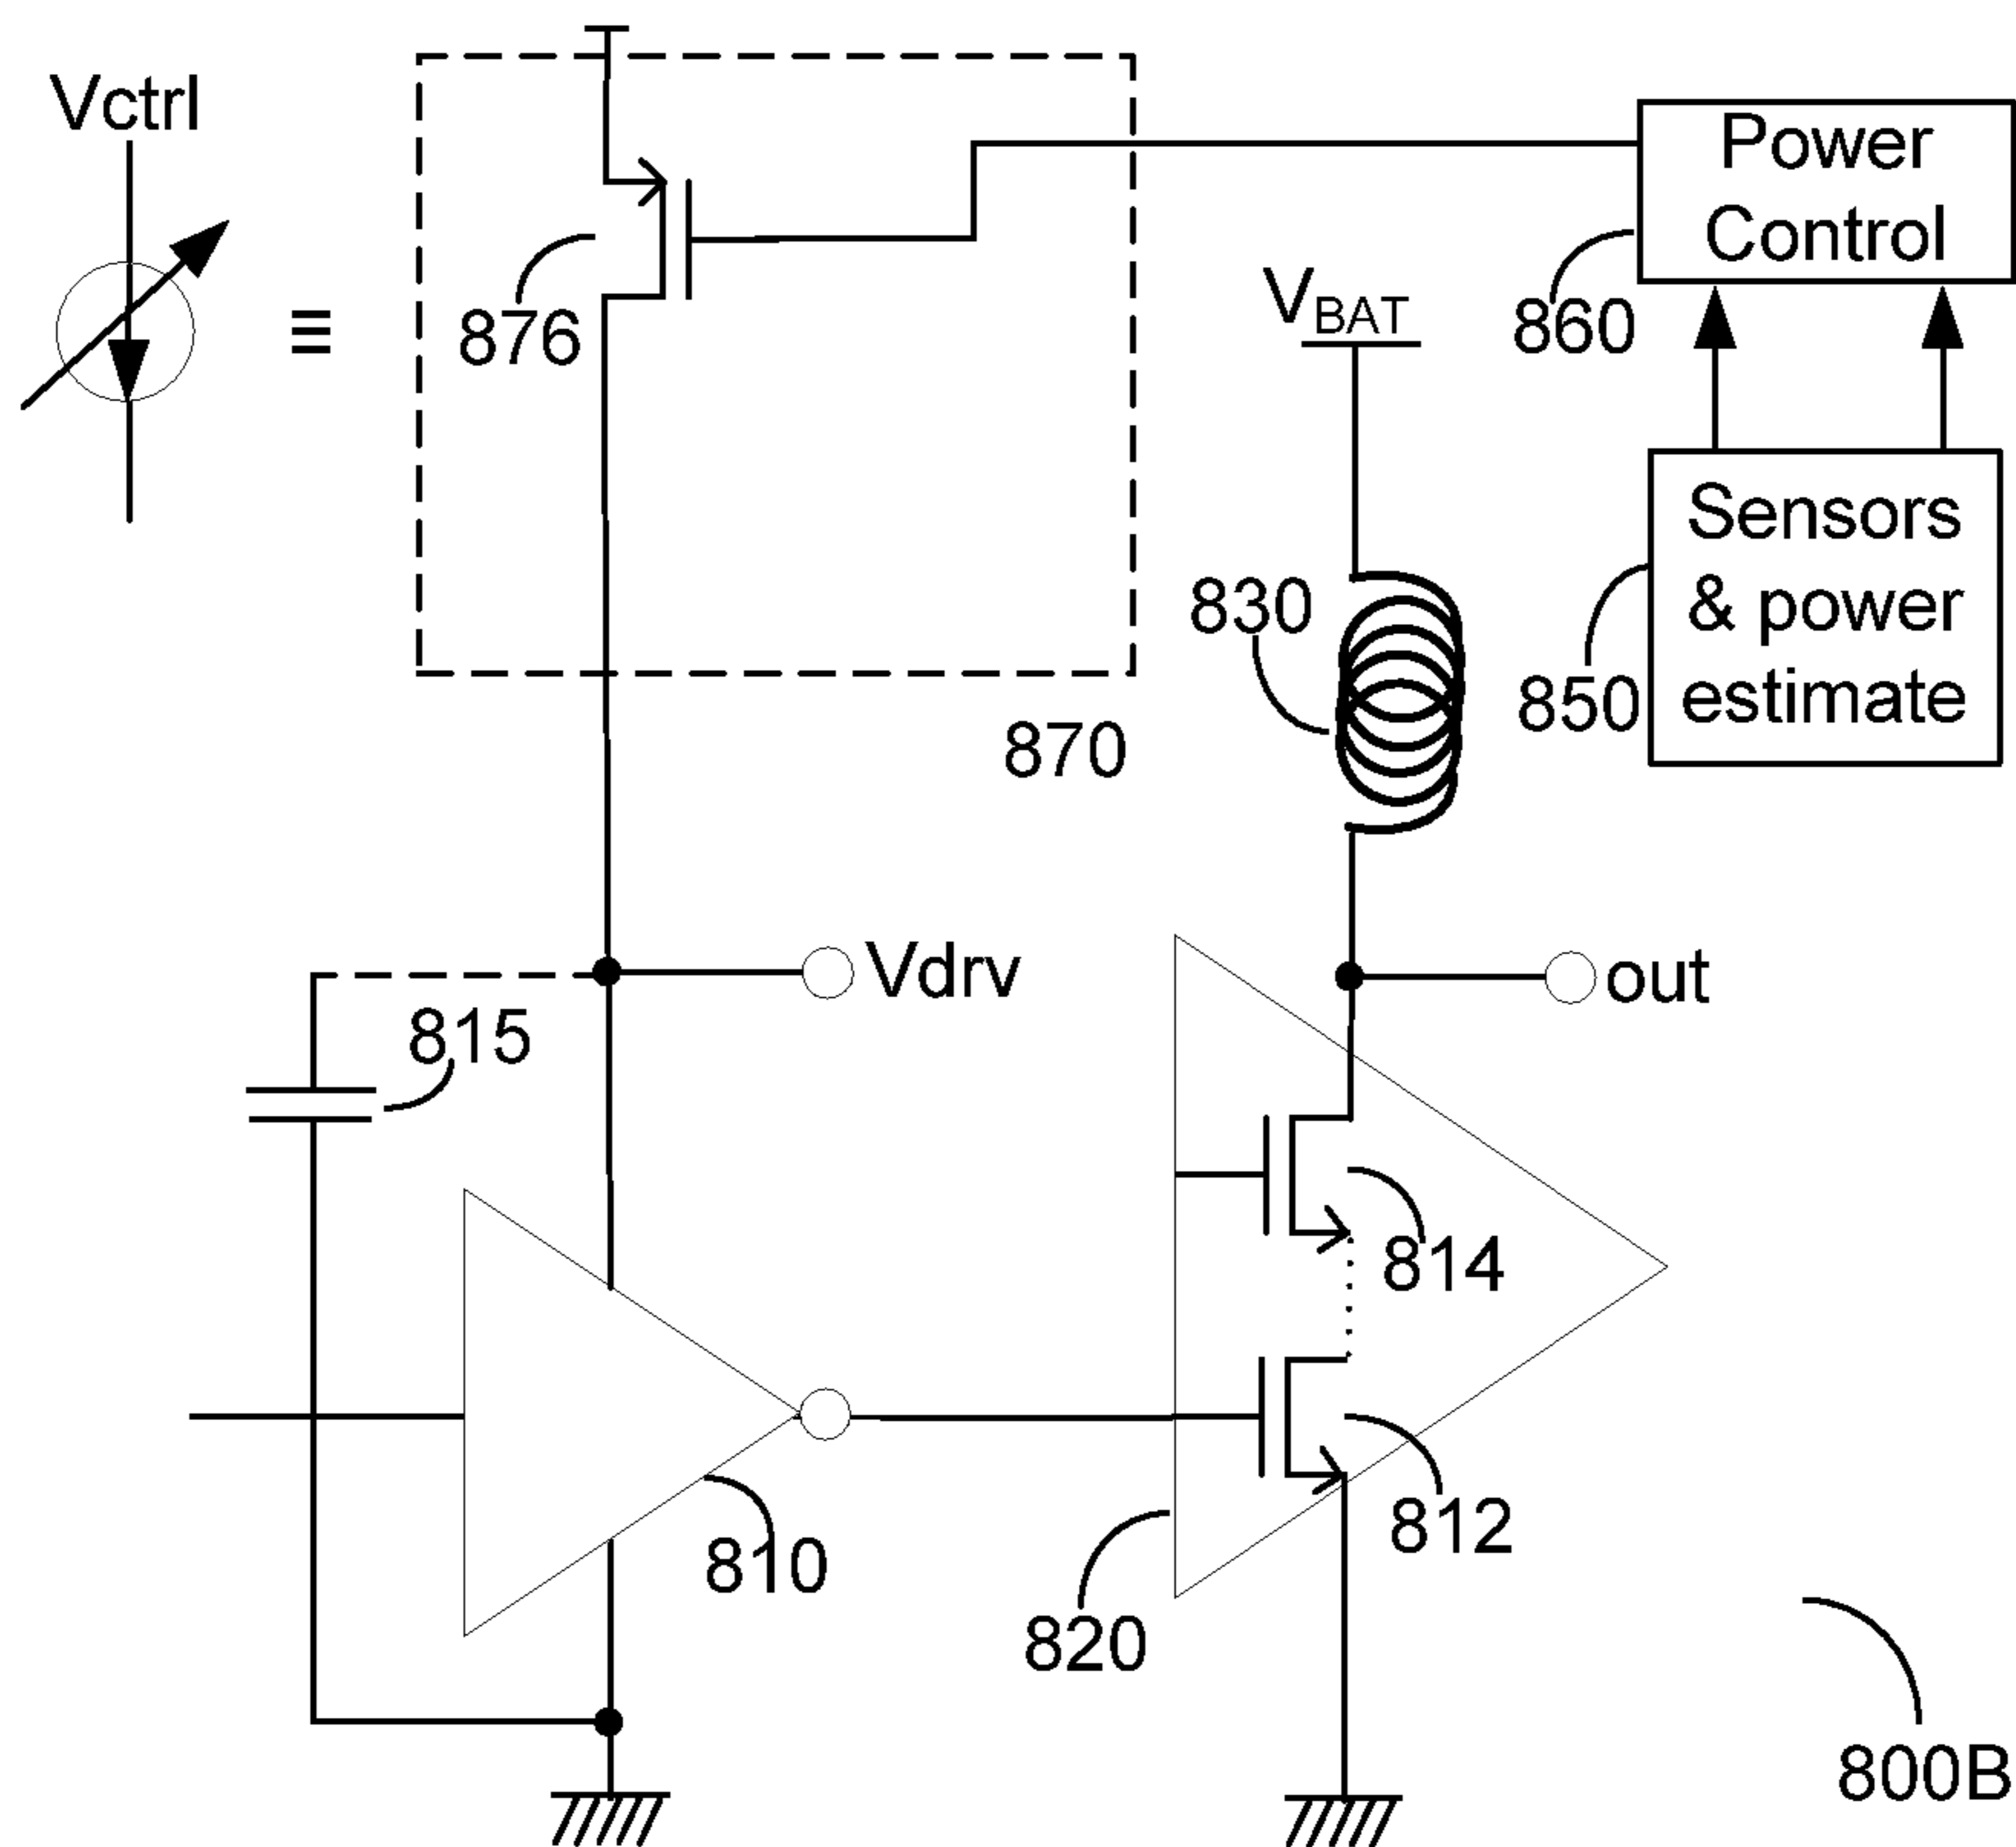 Vctrl
≡
Power
Control
876
VBAT
860
Sensors
& power
estimate
830
850
870
Vdrv
out
815
814
812
810
820
800B